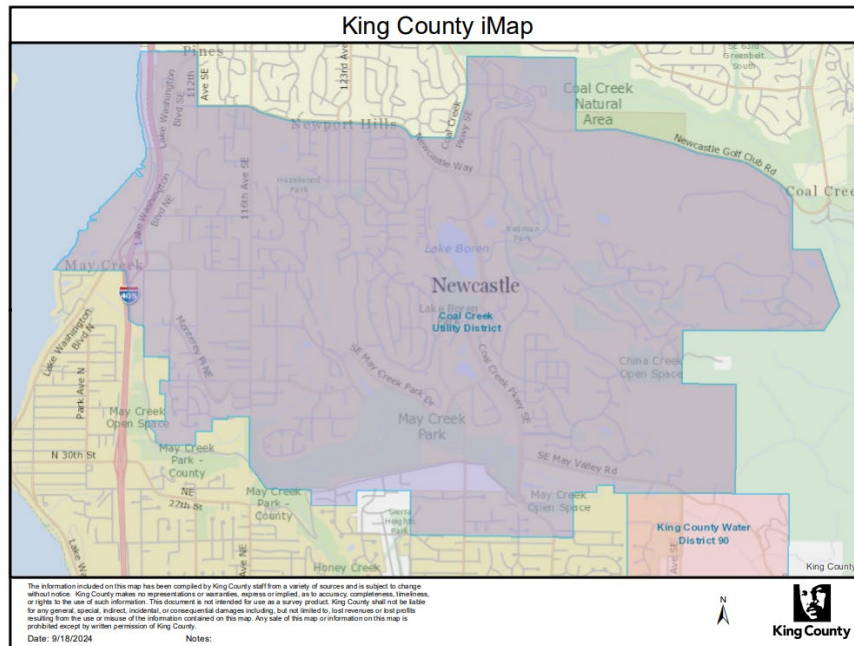 King County iMap
Pines
112th
Ave SE
123rd Ave
SE 63rd
Greenbelt
South
Lake Washington
Blvd SE
Coal Creek
Pkwy SE
Coal Creek
Natural
Area
Newport Hills
Newcastle Way
Newcastle Golf Club Rd
Hazelwood
Park
116th Ave SE
Lake Washington
Blvd NE
Coal Creek
Lake Boren
May Creek
405
Newcastle
Lake Boren
Coal Creek
Utility District
Lake Washington
Blvd N
Monterey Pl NE
SE May Creek Park Dr
Coal Creek Pkwy SE
China Creek
Open Space
Park Ave N
May Creek
Open Space
May Creek
Park
N 30th St
May Creek
Park -
County
SE May Valley Rd
NE
27th St
May Creek
Park -
County
Sierra
Heights
Park
May Creek
Open Space
King County Water
District 90
Lake Wa
Ave NE
Honey Creek
Ave SE
King County
The information included on this map has been compiled by King County staff from a variety of sources and is subject to change
without notice. King County makes no representations or warranties, express or implied, as to accuracy, completeness, timeliness,
or rights to the use of such information. This document is not intended for use as a survey product. King County shall not be liable
for any general, special, indirect, incidental, or consequential damages including, but not limited to, lost revenues or lost profits
resulting from the use or misuse of the information contained on this map. Any sale of this map or information on this map is
prohibited except by written permission of King County.
Date: 9/18/2024
Notes:
N
King County